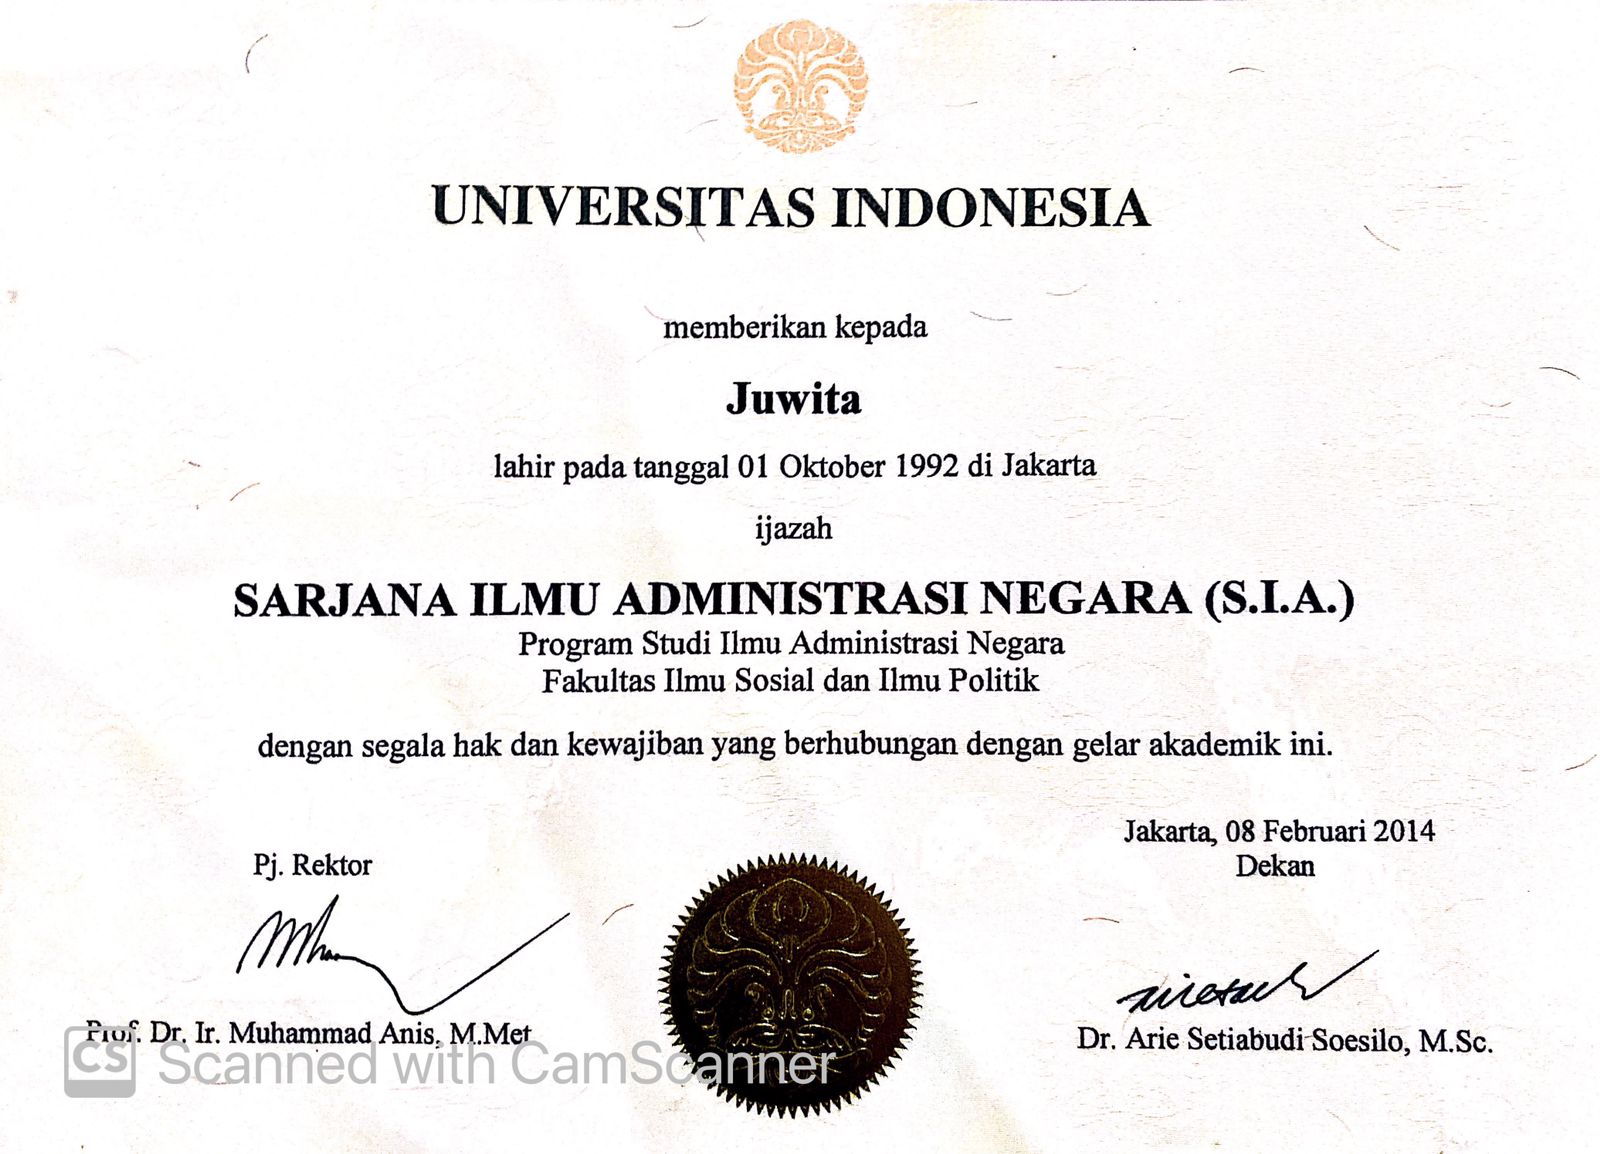 UNIVERSITAS INDONESIA
memberikan kepada
Juwita
lahir pada tanggal 01 Oktober 1992 di Jakarta
ijazah
SARJANA ILMU ADMINISTRASI NEGARA (S.I.A.)
Program Studi Ilmu Administrasi Negara
Fakultas Ilmu Sosial dan Ilmu Politik
dengan segala hak dan kewajiban yang berhubungan dengan gelar akademik ini.
Jakarta, 08 Februari 2014
Pj. Rektor
Dekan
Prof. Dr. Ir. Muhammad Anis, M.Met
Dr. Arie Setiabudi Soesilo, M.Sc.
CS Scanned with CamScanner